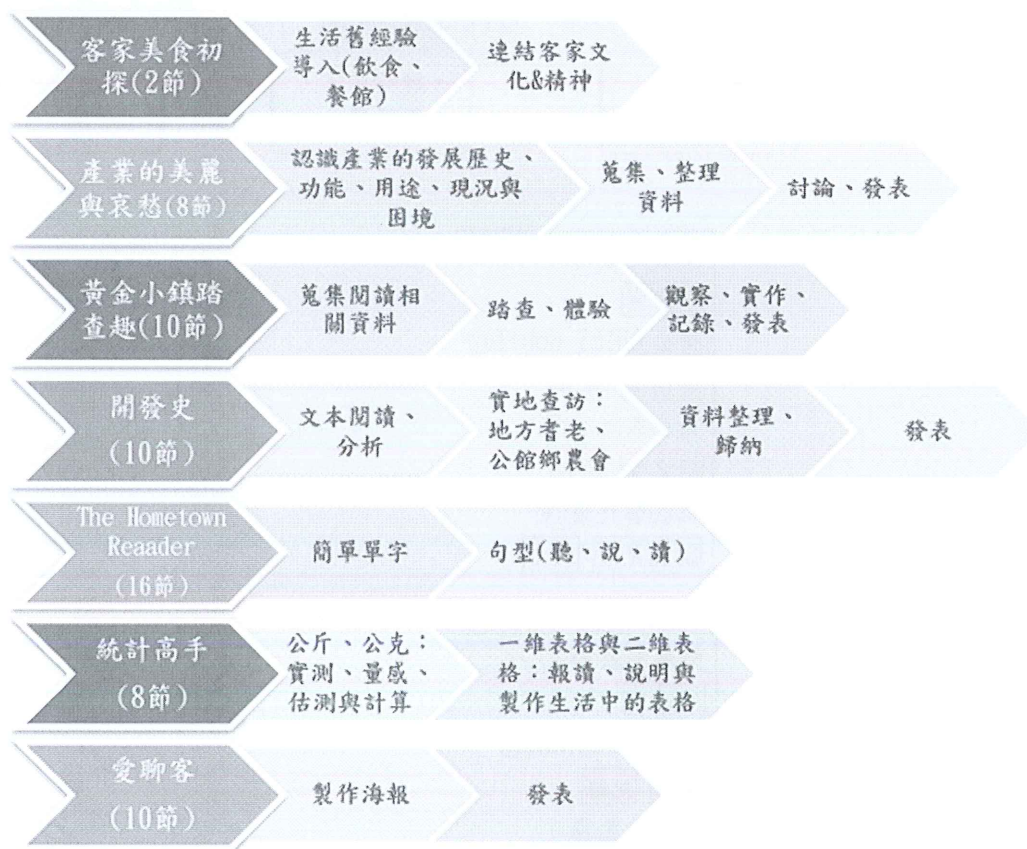 客家美食初
探(2節)
生活舊經驗
導入(飲食、
餐館)
連結客家文
化&精神
產業的美麗
與哀愁(8節)
認識產業的發展歷史、
功能、用途、現況與
困境
蒐集、整理
資料
討論、發表
黃金小鎮踏
查趣(10節)
蒐集閱讀相
關資料
踏查、體驗
觀察、實作、
記錄、發表
開發史
(10節)
文本閱讀、
分析
實地查訪：
地方耆老、
公館鄉農會
資料整理、
歸納
發表
The Hometown
Reaader
(16節)
簡單單字
句型(聽、說、讀)
統計高手
(8節)
公斤、公克：
實測、量感、
估測與計算
一維表格與二維表
格：報讀、說明與
製作生活中的表格
愛聊客
(10節)
製作海報
發表